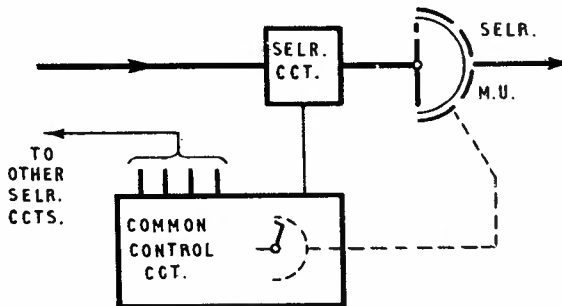 SELR.
CCT.
SELR.
M.U.
TO
OTHER
SELR.
CCTS.
COMMON
CONTROL
CCT.